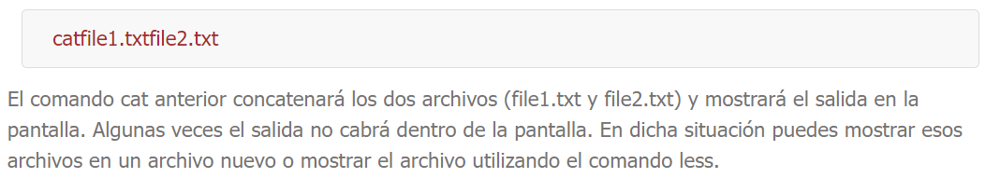 catfile1.txtfile2.txt
El comando cat anterior concatenará los dos archivos (file1.txt y file2.txt) y mostrará el salida en la
pantalla. Algunas veces el salida no cabrá dentro de la pantalla. En dicha situación puedes mostrar esos
archivos en un archivo nuevo o mostrar el archivo utilizando el comando less.